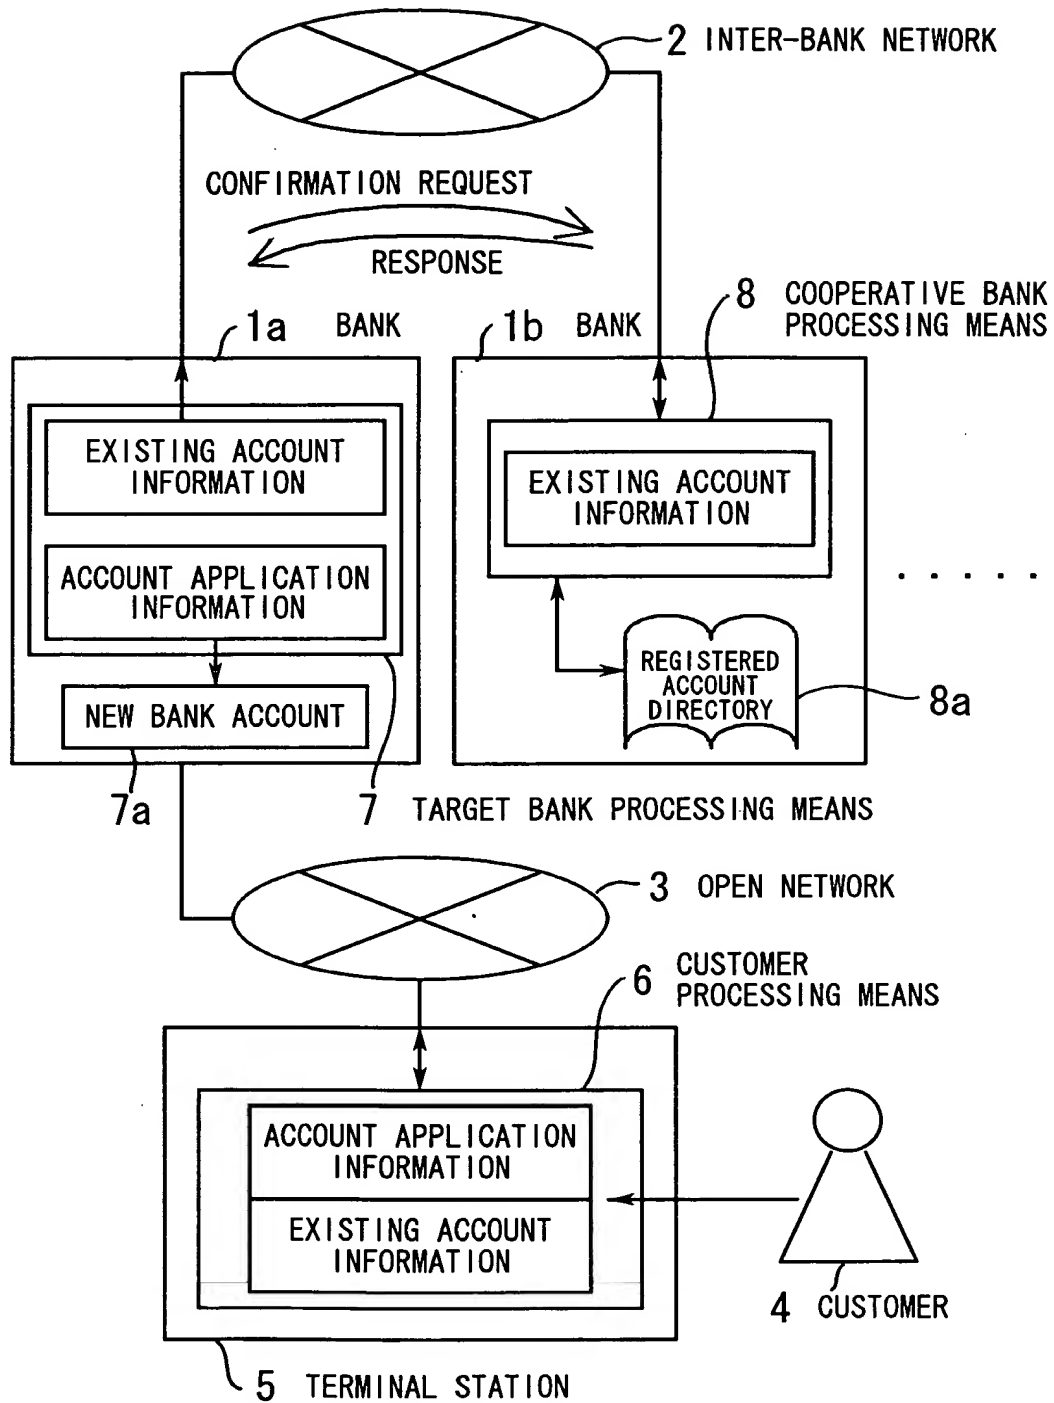 2 INTER-BANK NETWORK
CONFIRMATION REQUEST
RESPONSE
1a BANK
1b BANK
8 COOPERATIVE BANK
PROCESSING MEANS
EXISTING ACCOUNT
INFORMATION
ACCOUNT APPLICATION
INFORMATION
NEW BANK ACCOUNT
7a
7 TARGET BANK PROCESSING MEANS
EXISTING ACCOUNT
INFORMATION
. . . . .
REGISTERED
ACCOUNT
DIRECTORY
8a
3 OPEN NETWORK
6 CUSTOMER
PROCESSING MEANS
ACCOUNT APPLICATION
INFORMATION
EXISTING ACCOUNT
INFORMATION
4 CUSTOMER
5 TERMINAL STATION